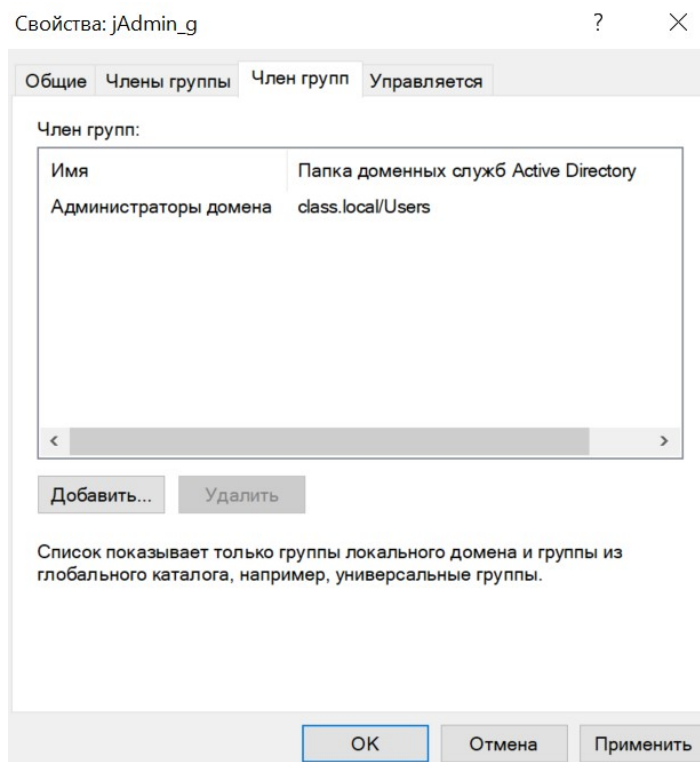 Свойства: jAdmin_g
?
Общие Члены группы Член групп Управляется
Член групп:
Имя Папка доменных служб Active Directory
Администраторы домена class.local/Users
Добавить... Удалить
Список показывает только группы локального домена и группы из
глобального каталога, например, универсальные группы.
OK Отмена Применить